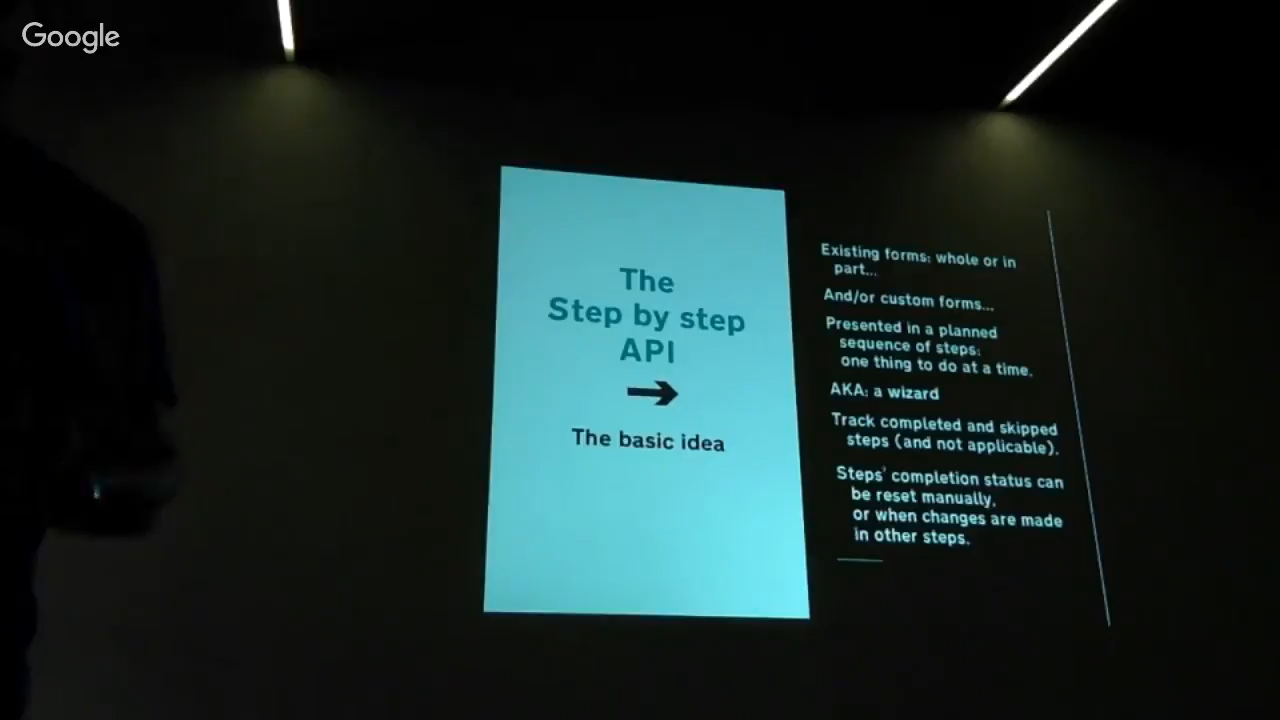 Google
The
Step by step
API
→
The basic idea
Existing forms: whole or in
part...
And/or custom forms...
Presented in a planned
sequence of steps:
one thing to do at a time.
AKA: a wizard
Track completed and skipped
steps (and not applicable).
Steps' completion status can
be reset manually,
or when changes are made
in other steps.